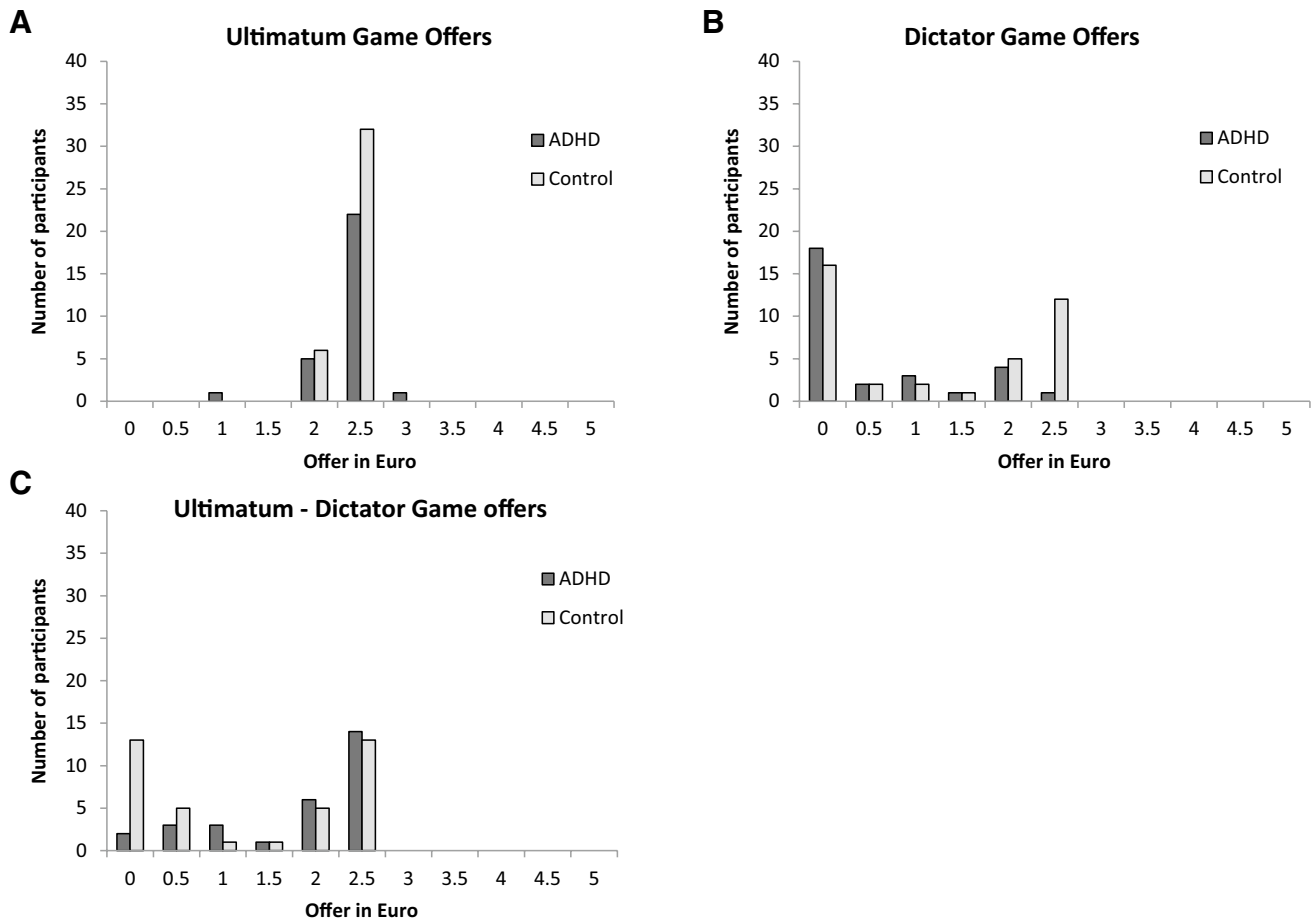 A
Ultimatum Game Offers
40
35
30
25
20
15
10
5
0
Number of participants
ADHD
Control
0 0.5 1 1.5 2 2.5 3 3.5 4 4.5 5
Offer in Euro
B
Dictator Game Offers
40
35
30
25
20
15
10
5
0
Number of participants
ADHD
Control
0 0.5 1 1.5 2 2.5 3 3.5 4 4.5 5
Offer in Euro
C
Ultimatum - Dictator Game offers
40
35
30
25
20
15
10
5
0
Number of participants
ADHD
Control
0 0.5 1 1.5 2 2.5 3 3.5 4 4.5 5
Offer in Euro